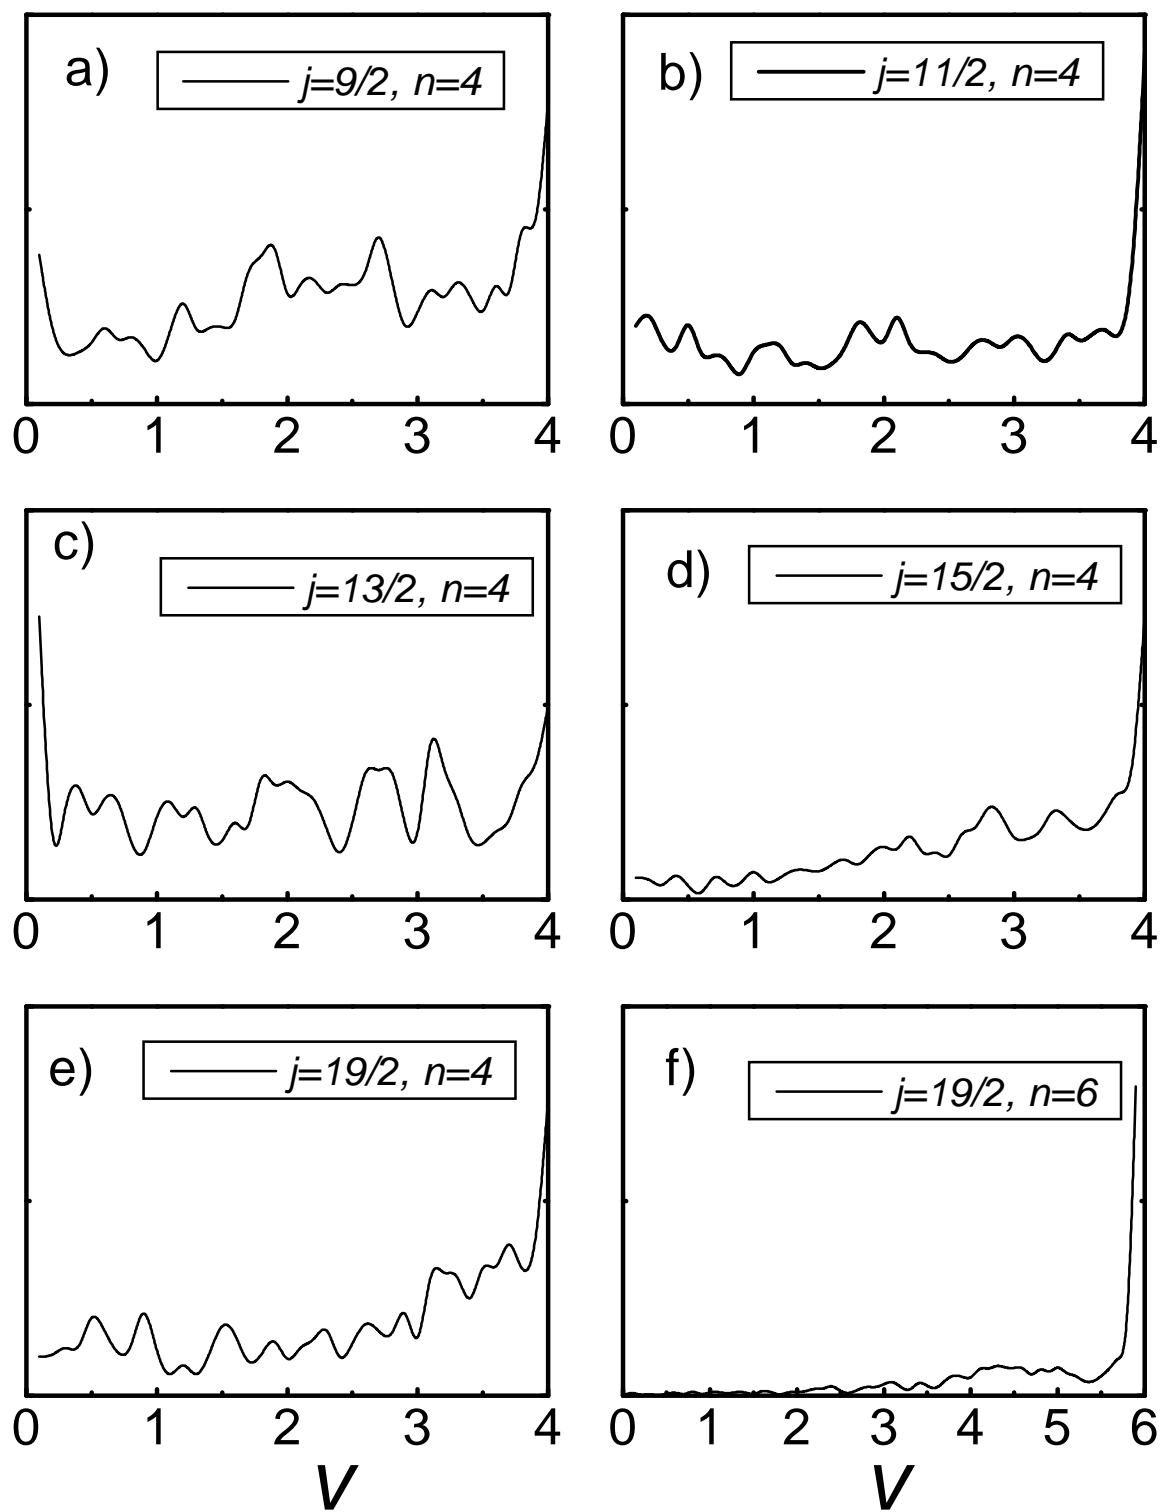 a)
j=9/2, n=4
b)
j=11/2, n=4
0 1 2 3 4
0 1 2 3 4
c)
j=13/2, n=4
d)
j=15/2, n=4
0 1 2 3 4
0 1 2 3 4
e)
j=19/2, n=4
f)
j=19/2, n=6
0 1 2 3 4
0 1 2 3 4 5 6
v
v